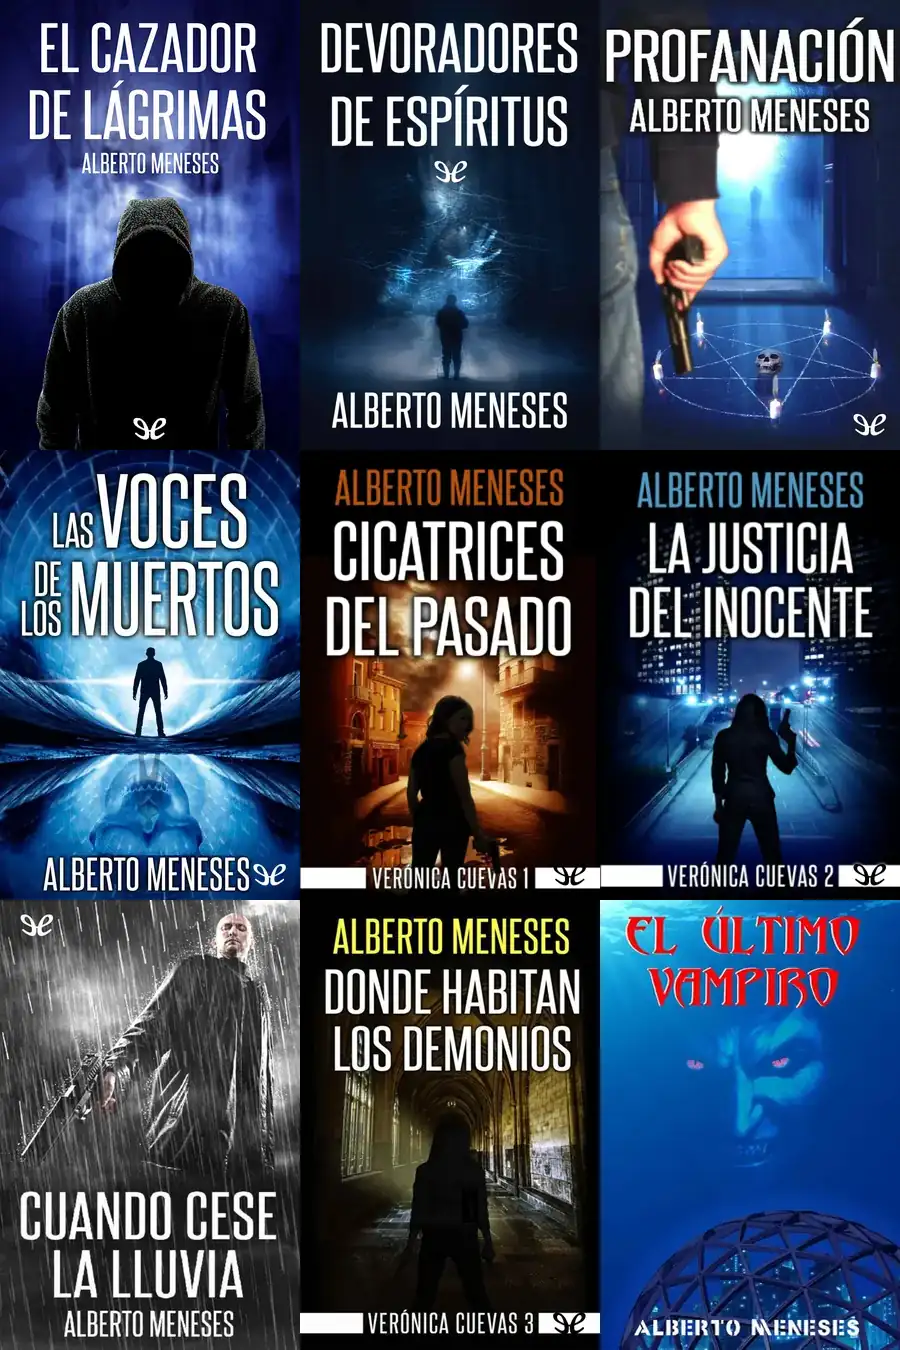 EL CAZADOR
DE LÁGRIMAS
ALBERTO MENESES
DEVORADORES
DE ESPÍRITUS
ALBERTO MENESES
PROFANACIÓN
ALBERTO MENESES
LAS VOCES
DE LOS MUERTOS
ALBERTO MENESES
ALBERTO MENESES
CICATRICES
DEL PASADO
VERÓNICA CUEVAS 1
ALBERTO MENESES
LA JUSTICIA
DEL INOCENTE
VERÓNICA CUEVAS 2
CUANDO CESE
LA LLUVIA
ALBERTO MENESES
ALBERTO MENESES
DONDE HABITAN
LOS DEMONIOS
VERÓNICA CUEVAS 3
EL ÚLTIMO
VAMPIRO
ALBERTO MENESES